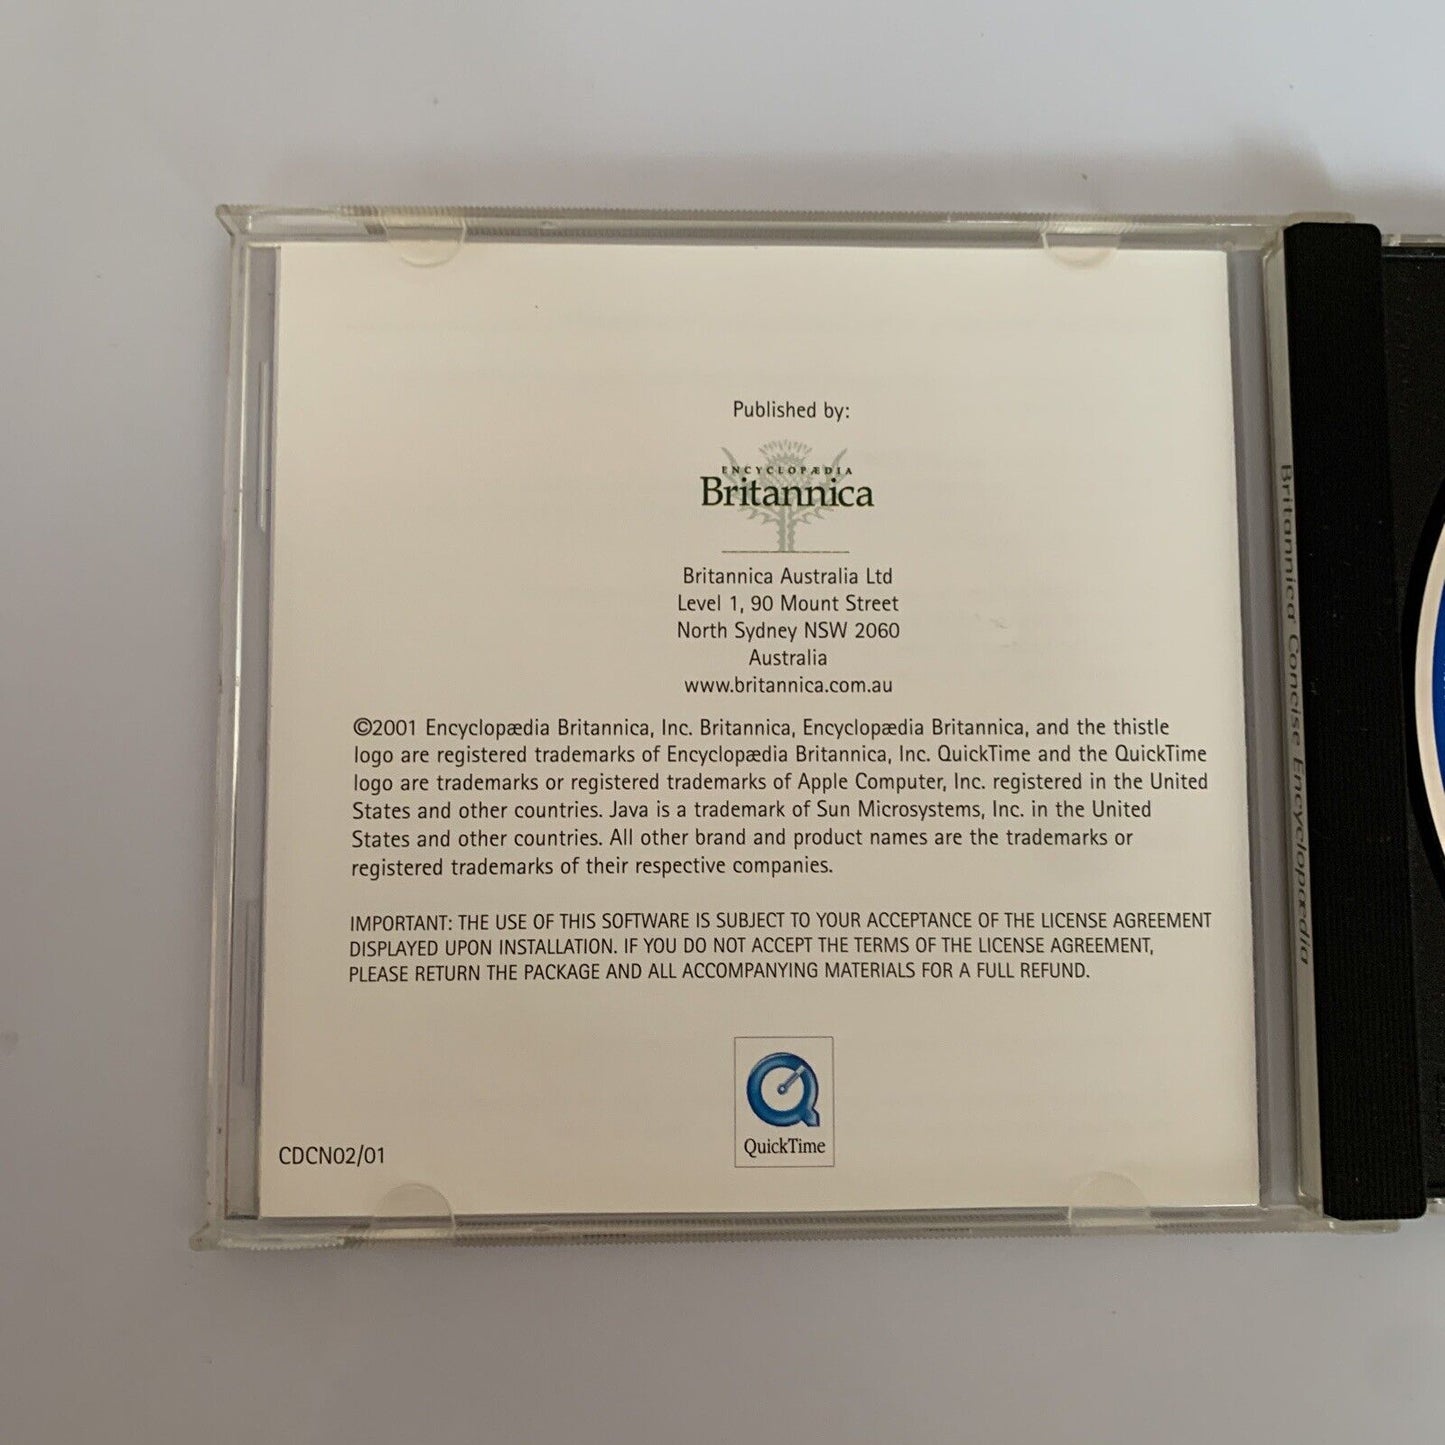 Published by:
ENCYCLOPÆDIA
Britannica
Britannica Australia Ltd
Level 1, 90 Mount Street
North Sydney NSW 2060
Australia
www.britannica.com.au
©2001 Encyclopædia Britannica, Inc. Britannica, Encyclopædia Britannica, and the thistle
logo are registered trademarks of Encyclopædia Britannica, Inc. QuickTime and the QuickTime
logo are trademarks or registered trademarks of Apple Computer, Inc. registered in the United
States and other countries. Java is a trademark of Sun Microsystems, Inc. in the United
States and other countries. All other brand and product names are the trademarks or
registered trademarks of their respective companies.
IMPORTANT: THE USE OF THIS SOFTWARE IS SUBJECT TO YOUR ACCEPTANCE OF THE LICENSE AGREEMENT
DISPLAYED UPON INSTALLATION. IF YOU DO NOT ACCEPT THE TERMS OF THE LICENSE AGREEMENT,
PLEASE RETURN THE PACKAGE AND ALL ACCOMPANYING MATERIALS FOR A FULL REFUND.
QuickTime
CDCN02/01
Britannica Concise Encyclopædia